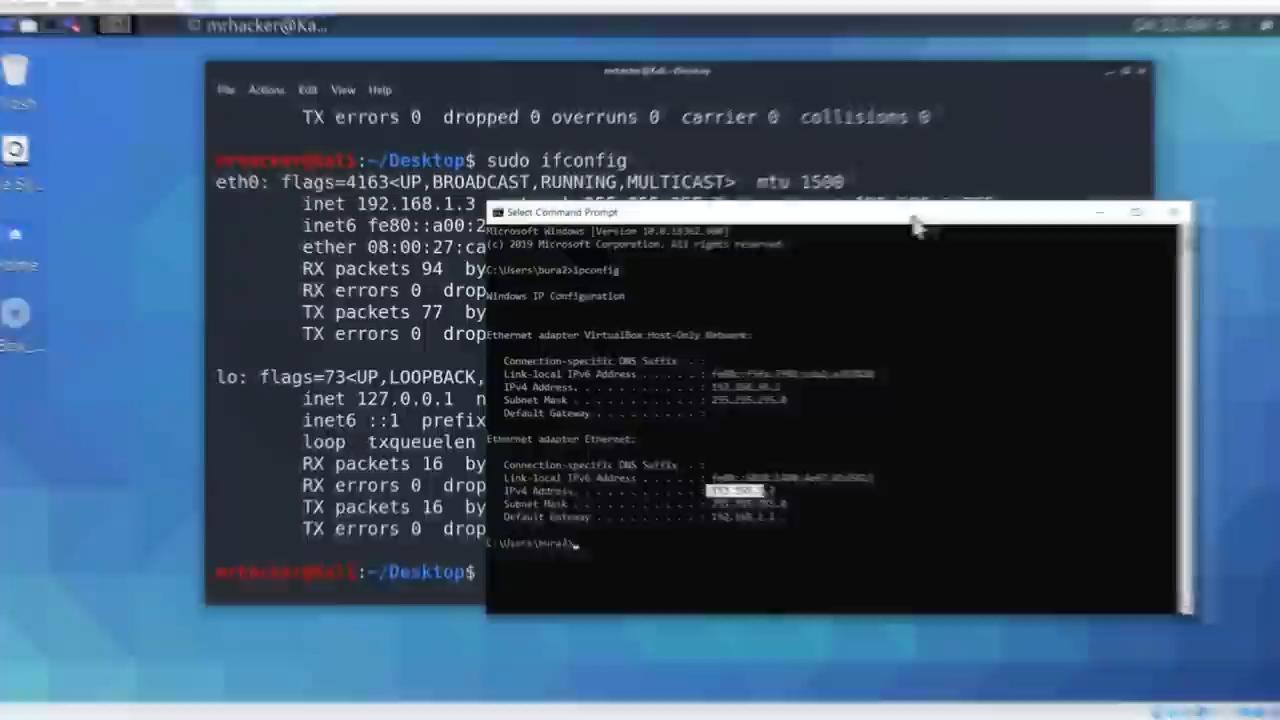 mrhacker@Ka...
mrhacker@Kali: ~/Desktop
File Actions Edit View Help
TX errors 0 dropped 0 overruns 0 carrier 0 collisions 0
mrhacker@Kali:~/Desktop$ sudo ifconfig
eth0: flags=4163<UP,BROADCAST,RUNNING,MULTICAST> mtu 1500
inet 192.168.1.3
inet6 fe80::a00:2
ether 08:00:27:ca
RX packets 94 by
RX errors 0 drop
TX packets 77 by
TX errors 0 drop
lo: flags=73<UP,LOOPBACK,
inet 127.0.0.1 n
inet6 ::1 prefix
loop txqueuelen
RX packets 16 by
RX errors 0 drop
TX packets 16 by
TX errors 0 drop
mrhacker@Kali:~/Desktop$
Select Command Prompt
Microsoft Windows [Version 10.0.18362.900]
(c) 2019 Microsoft Corporation. All rights reserved.
C:\Users\bura2>ipconfig
Windows IP Configuration
Ethernet adapter VirtualBox Host-Only Network:
Connection-specific DNS Suffix . :
Link-local IPv6 Address . . . . . :
IPv4 Address. . . . . . . . . . . :
Subnet Mask . . . . . . . . . . . : 255.255.255.0
Default Gateway . . . . . . . . . :
Ethernet adapter Ethernet:
Connection-specific DNS Suffix . :
Link-local IPv6 Address . . . . . :
IPv4 Address. . . . . . . . . . . :
Subnet Mask . . . . . . . . . . . : 255.255.255.0
Default Gateway . . . . . . . . . : 192.168.1.1
C:\Users\bura2>